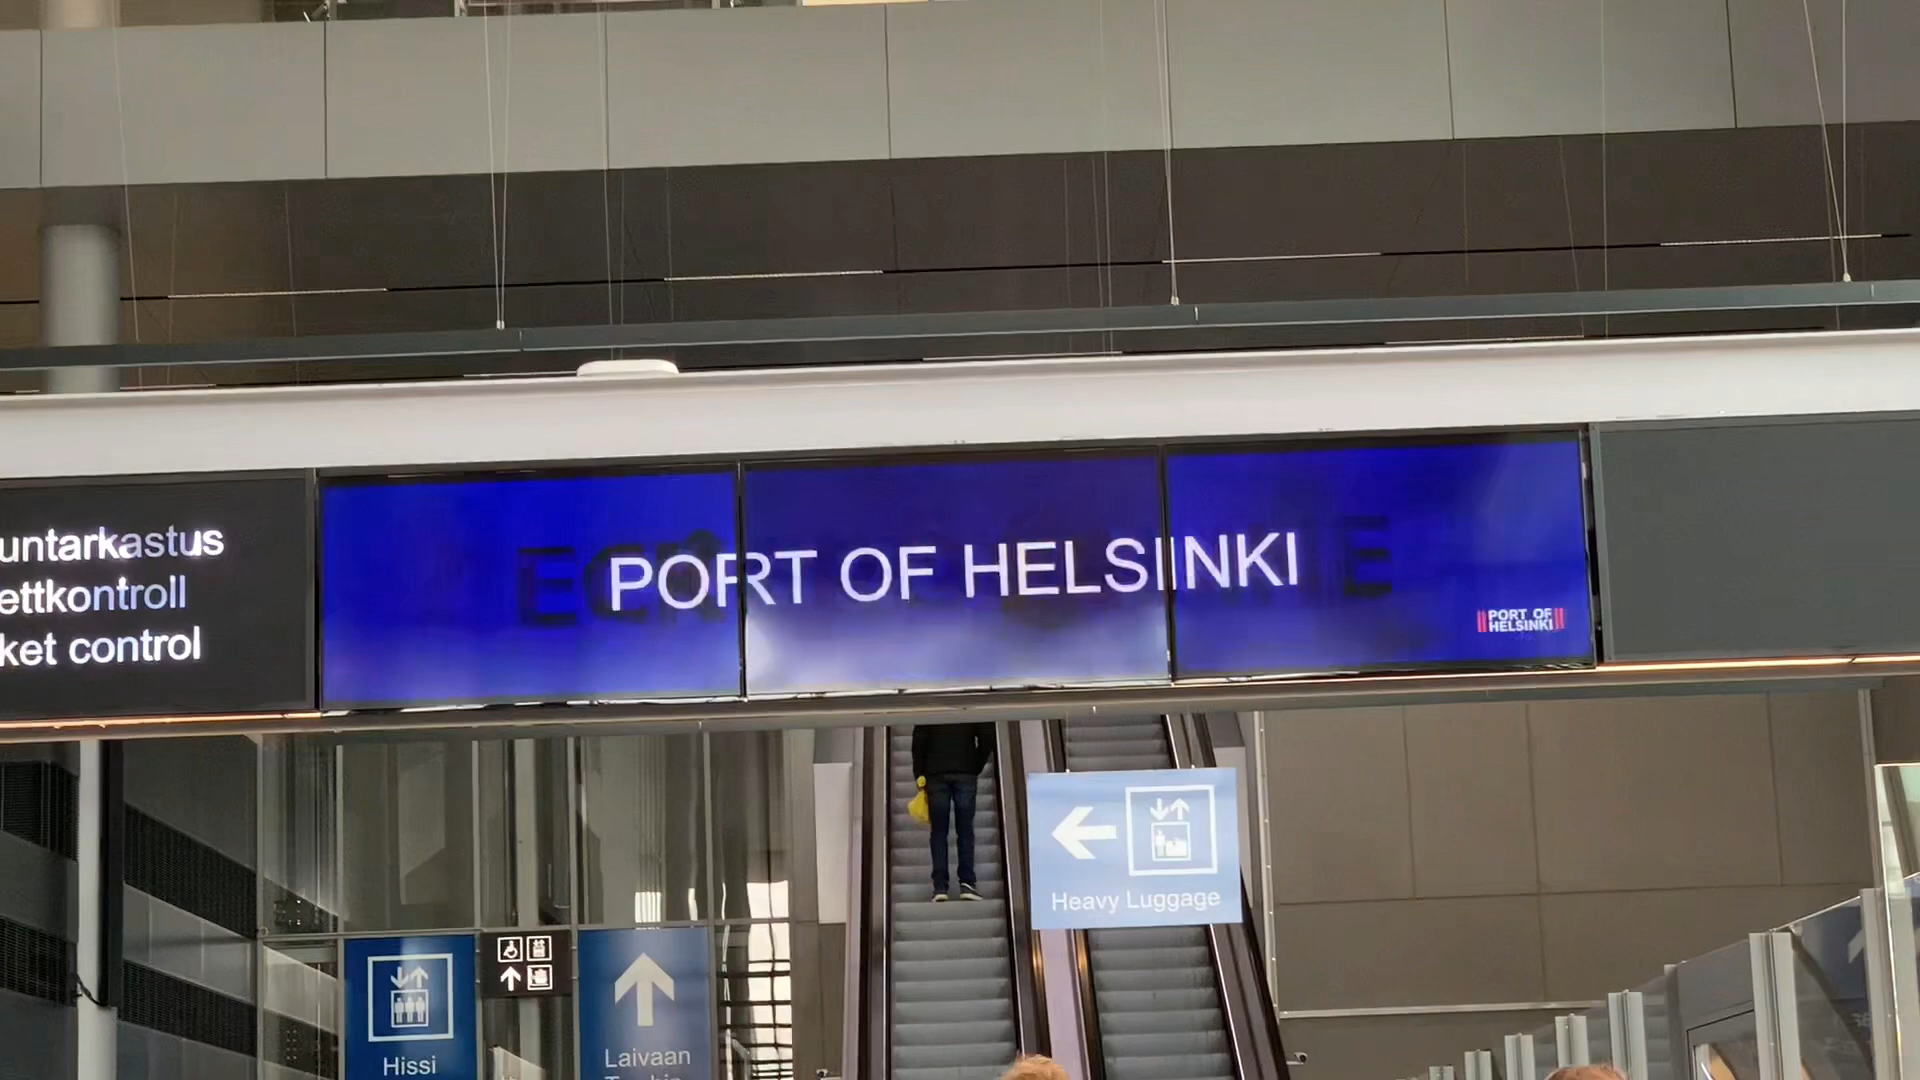 untarkastus
ettkontroll
ket control
PORT OF HELSINKI
PORT OF
HELSINKI
Heavy Luggage
Hissi
Laivaan